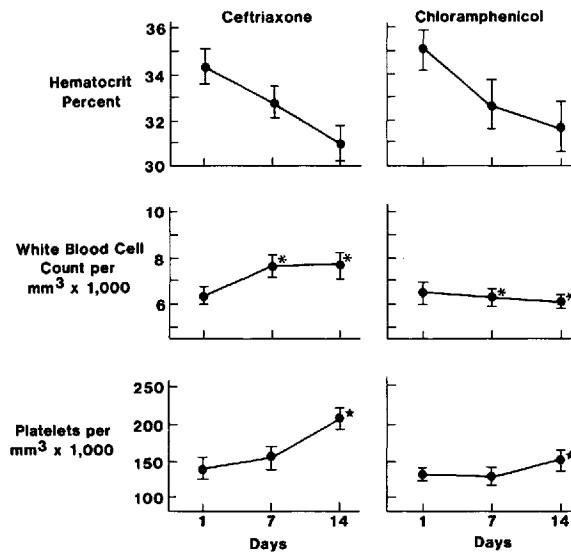 Ceftriaxone Chloramphenicol
Hematocrit
Percent
36
34
32
30
White Blood Cell
Count per
mm³ x 1,000
10
8
6
* *
* *
Platelets per
mm³ x 1,000
250
200
150
100
★ ★
1 7 14 1 7 14
Days Days